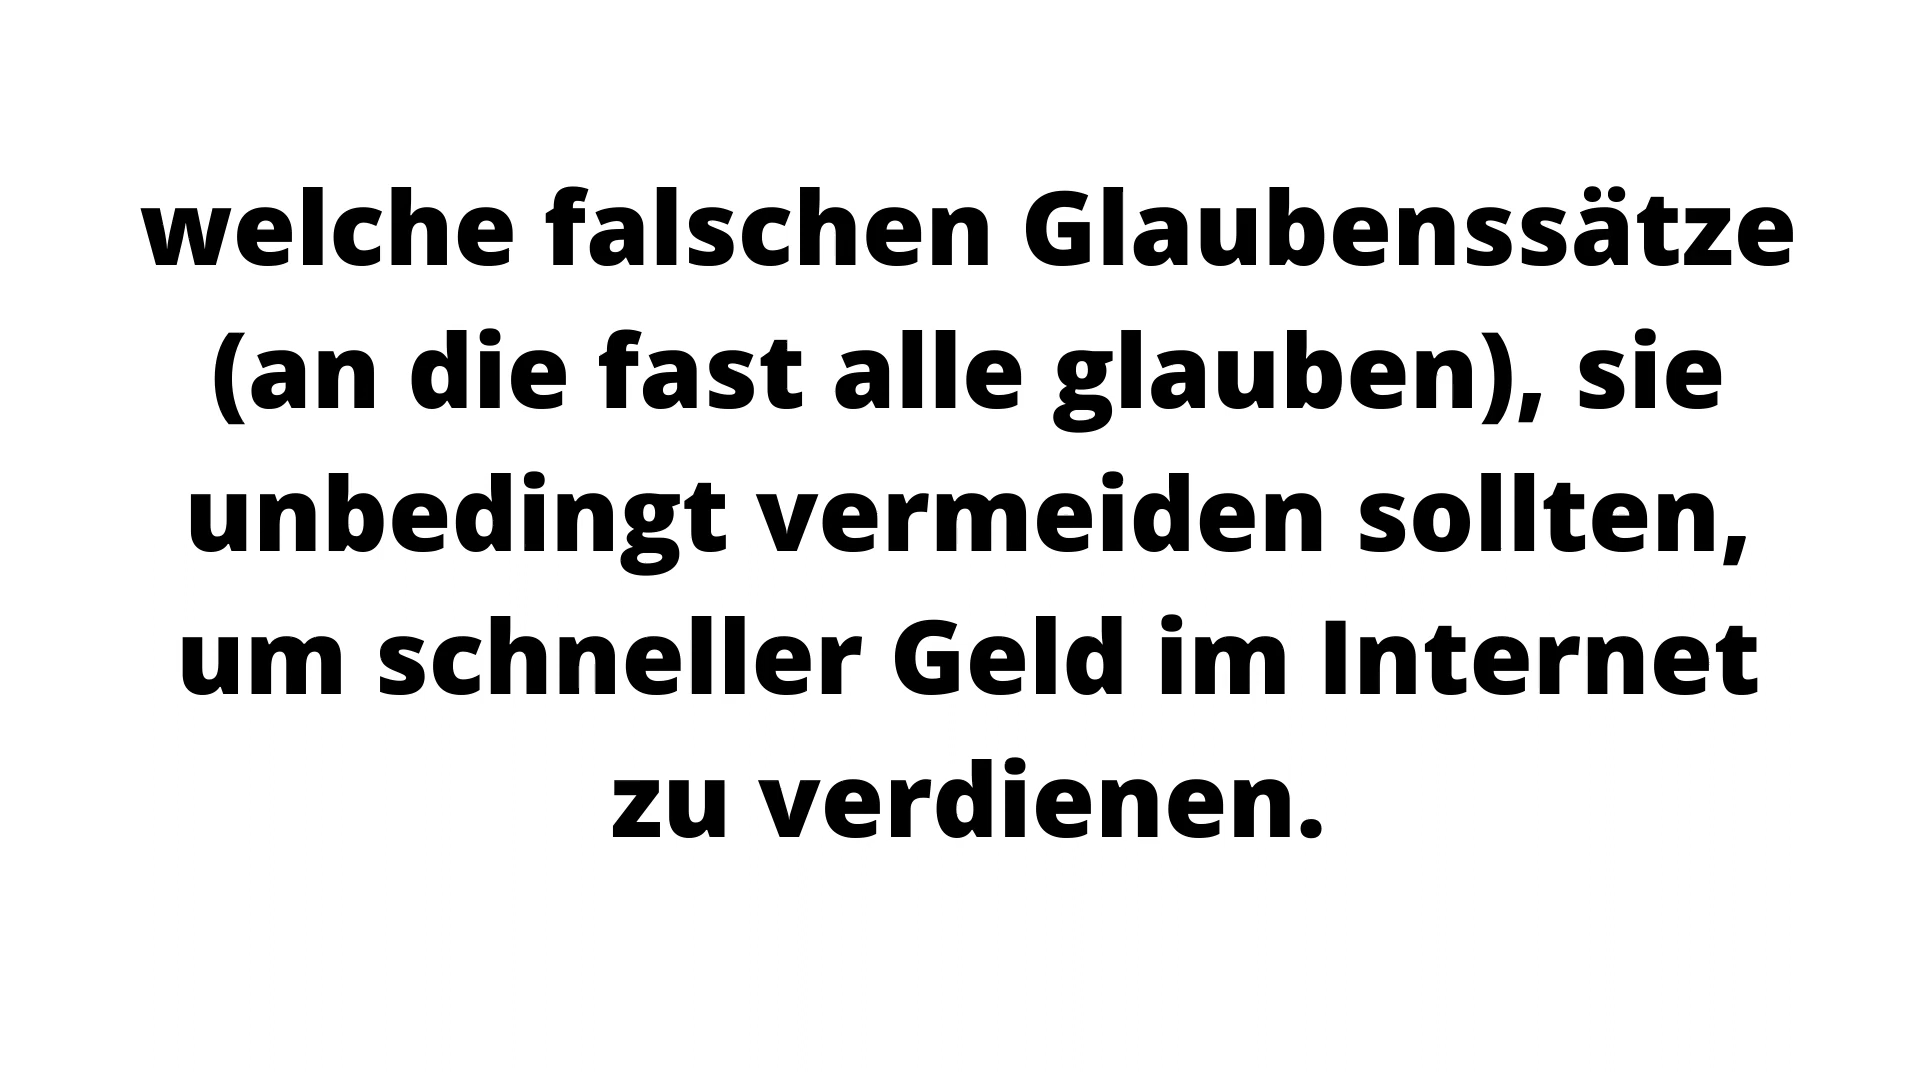 welche falschen Glaubenssätze
(an die fast alle glauben), sie
unbedingt vermeiden sollten,
um schneller Geld im Internet
zu verdienen.